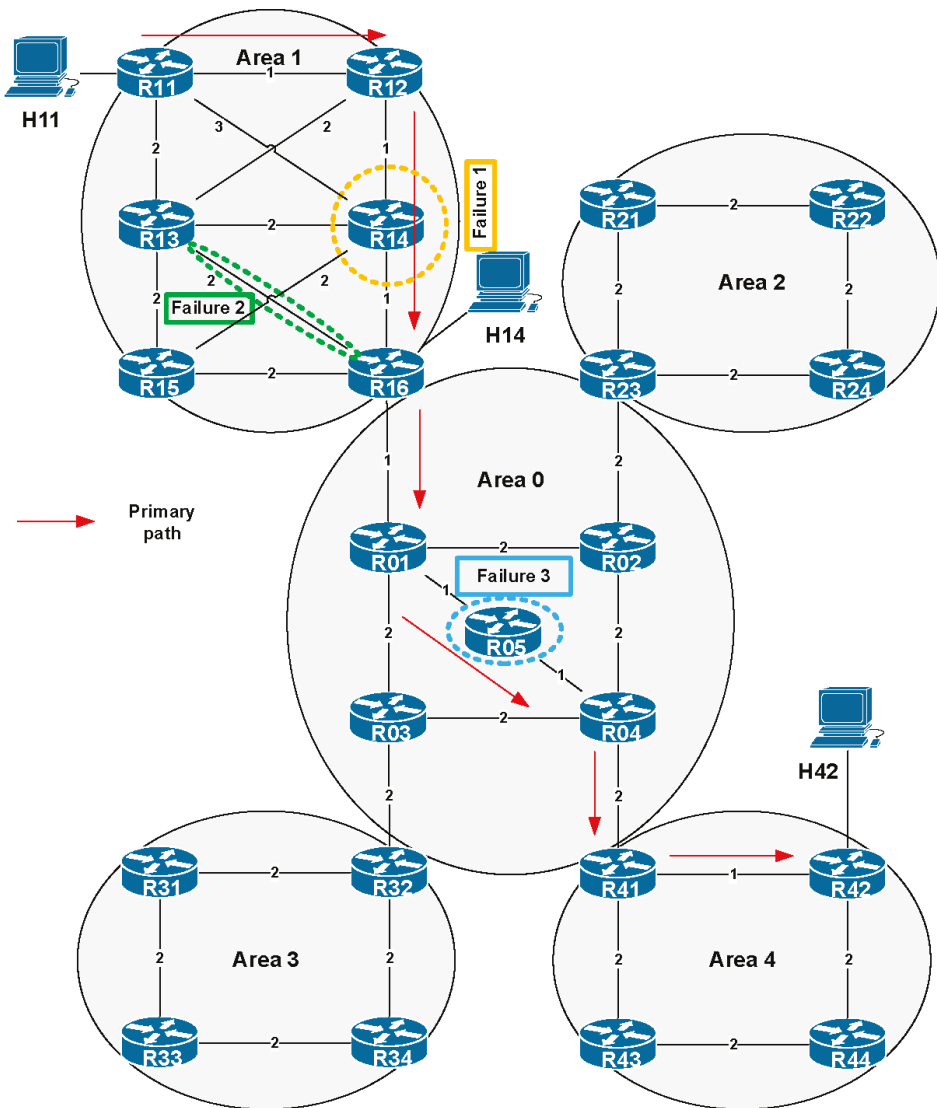 Area 1
R11
1
R12
H11
3
2
2
1
Failure 1
R13
2
R14
R21
2
R22
2
2
2
1
Failure 2
H14
Area 2
2
2
R15
2
R16
R23
2
R24
1
Area 0
2
Primary
path
R01
2
R02
Failure 3
1
2
R05
2
1
R03
2
R04
H42
2
2
R31
2
R32
R41
1
R42
2
Area 3
2
2
Area 4
2
R33
2
R34
R43
2
R44